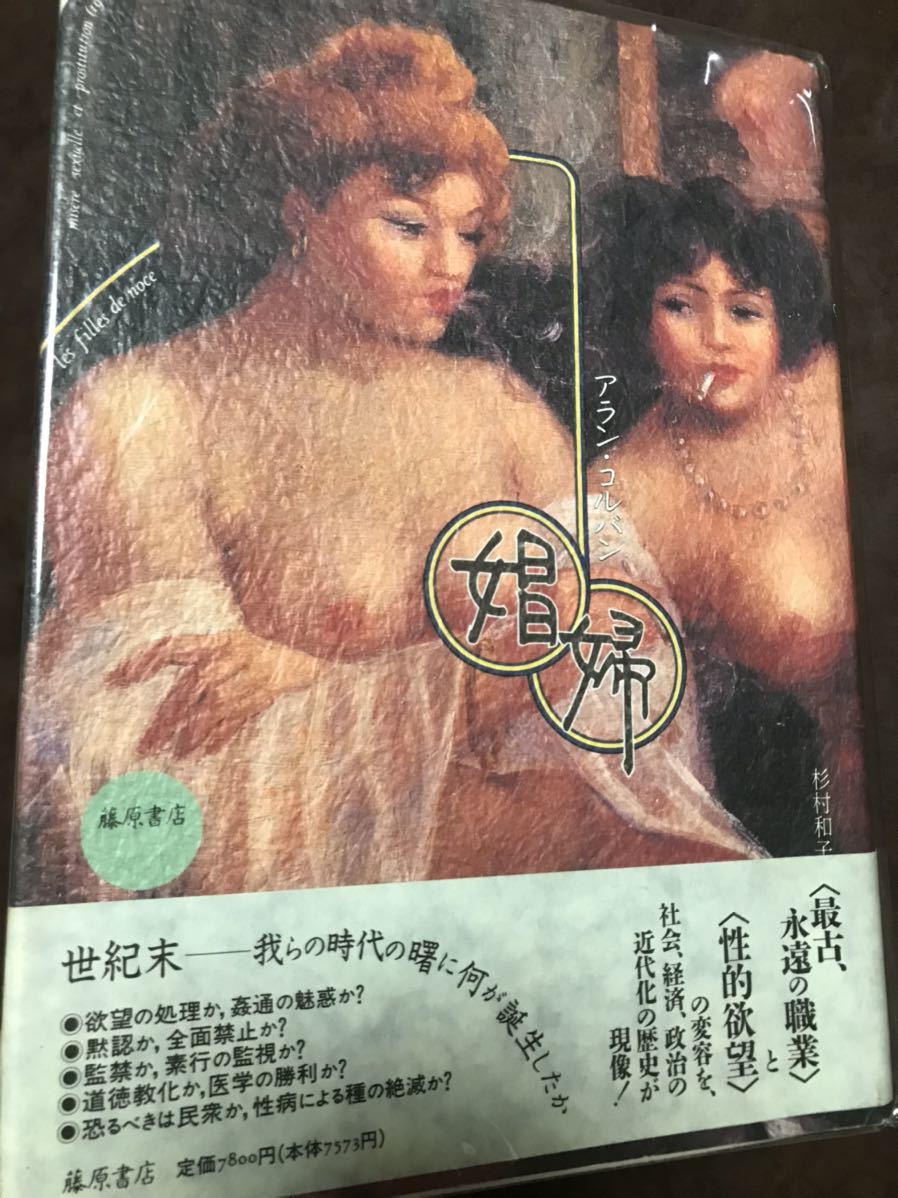 misère sexuelle et prostitution (19
les filles de noce
アラン・コルバン
娼婦
杉村和子
藤原書店
〈最古、
永遠の職業〉
と
〈性的欲望〉
の変容を、
社会、経済、政治の
近代化の歴史が
現像!
世紀末――我らの時代の曙に何が誕生したか
◉欲望の処理か,姦通の魅惑か?
◉黙認か,全面禁止か?
◉監禁か,素行の監視か?
◉道徳教化か,医学の勝利か?
◉恐るべきは民衆か,性病による種の絶滅か?
藤原書店 定価7800円(本体7573円)